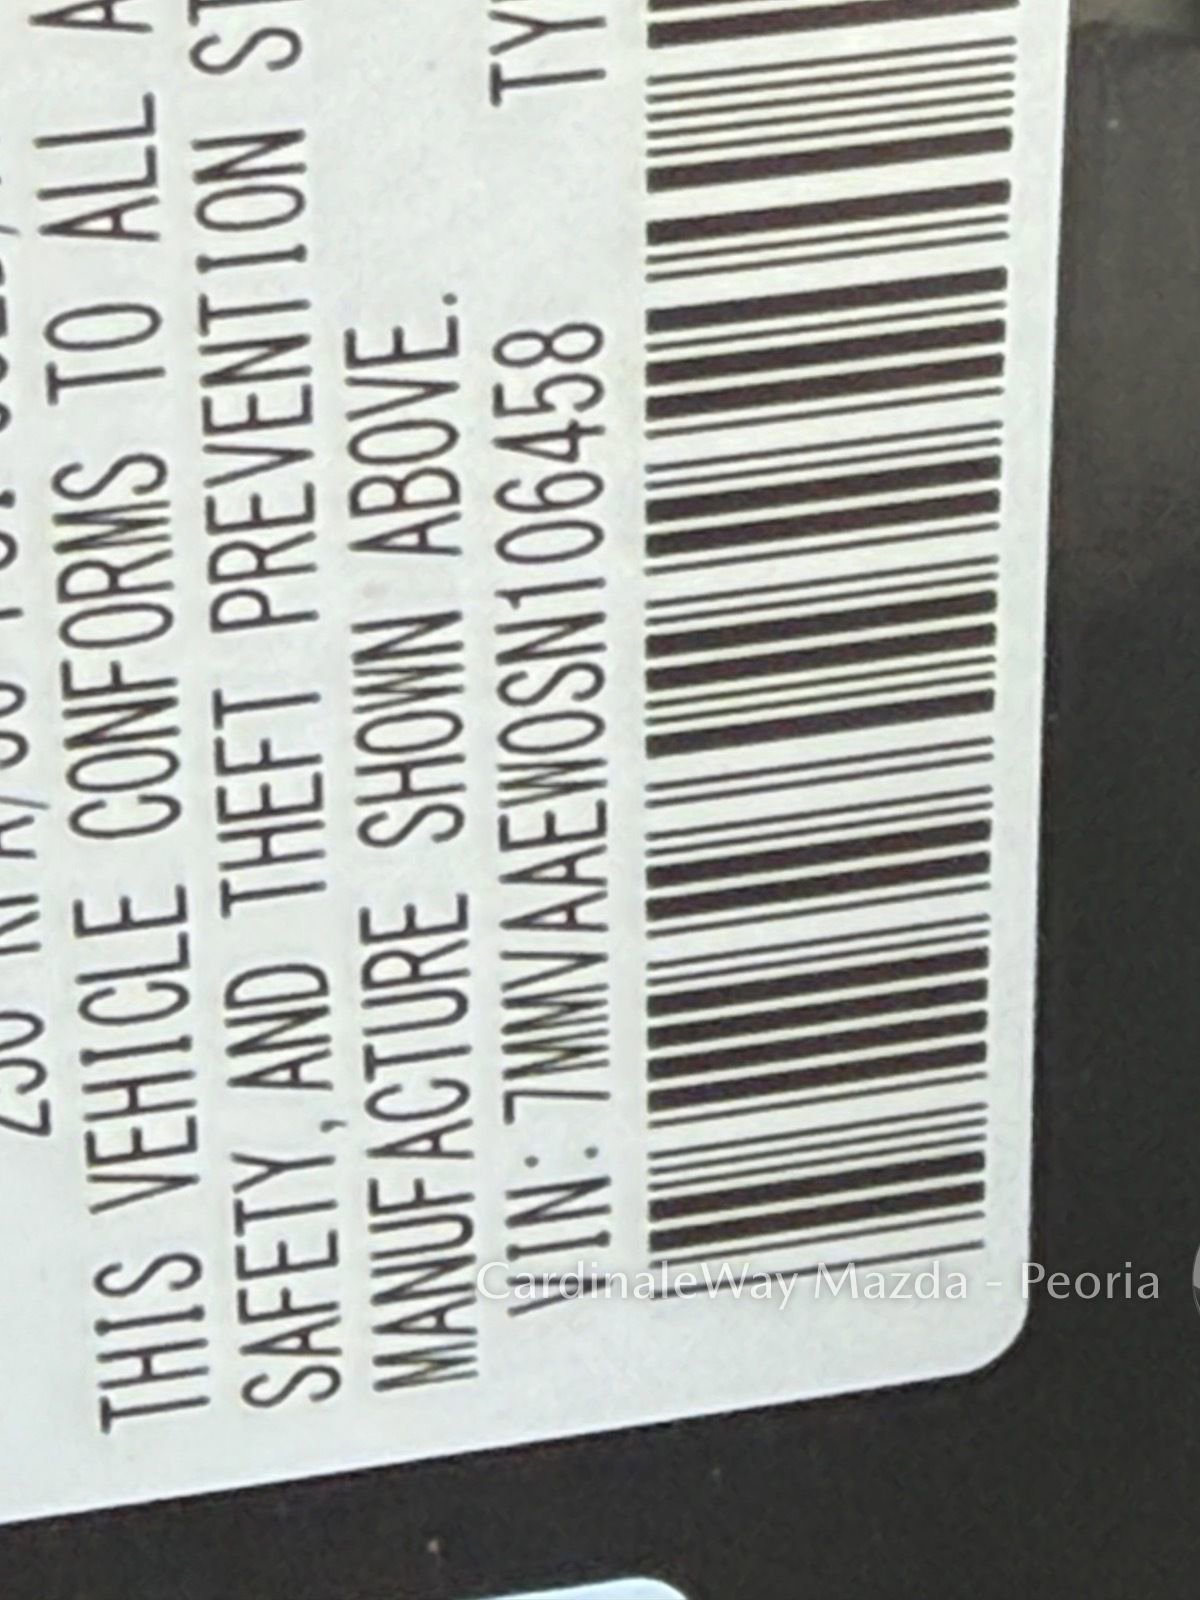 THIS VEHICLE CONFORMS TO ALL
SAFETY,AND THEFT PREVENTION
MANUFACTURE SHOWN ABOVE.
VIN:7MMVAAEW0SN106458
CardinaleWay Mazda - Peoria